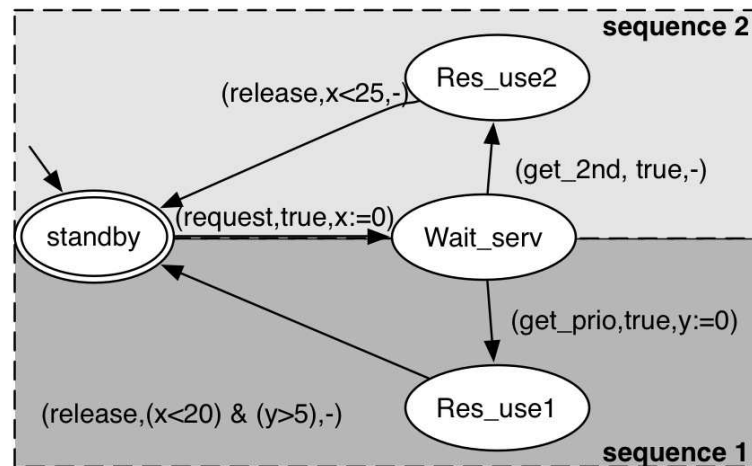 sequence 2
Res_use2
(release,x<25,-)
(get_2nd, true,-)
(request,true,x:=0)
standby
Wait_serv
(get_prio,true,y:=0)
Res_use1
(release,(x<20) & (y>5),-)
sequence 1